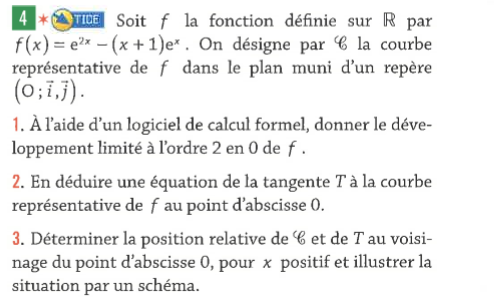 4 * TICE Soit f la fonction définie sur ℝ par
f(x) = e²ˣ – (x + 1)eˣ. On désigne par 𝒞 la courbe
représentative de f dans le plan muni d'un repère
(O ; i⃗, j⃗).
1. À l'aide d'un logiciel de calcul formel, donner le déve-
loppement limité à l'ordre 2 en 0 de f .
2. En déduire une équation de la tangente T à la courbe
représentative de f au point d'abscisse 0.
3. Déterminer la position relative de 𝒞 et de T au voisi-
nage du point d'abscisse 0, pour x positif et illustrer la
situation par un schéma.